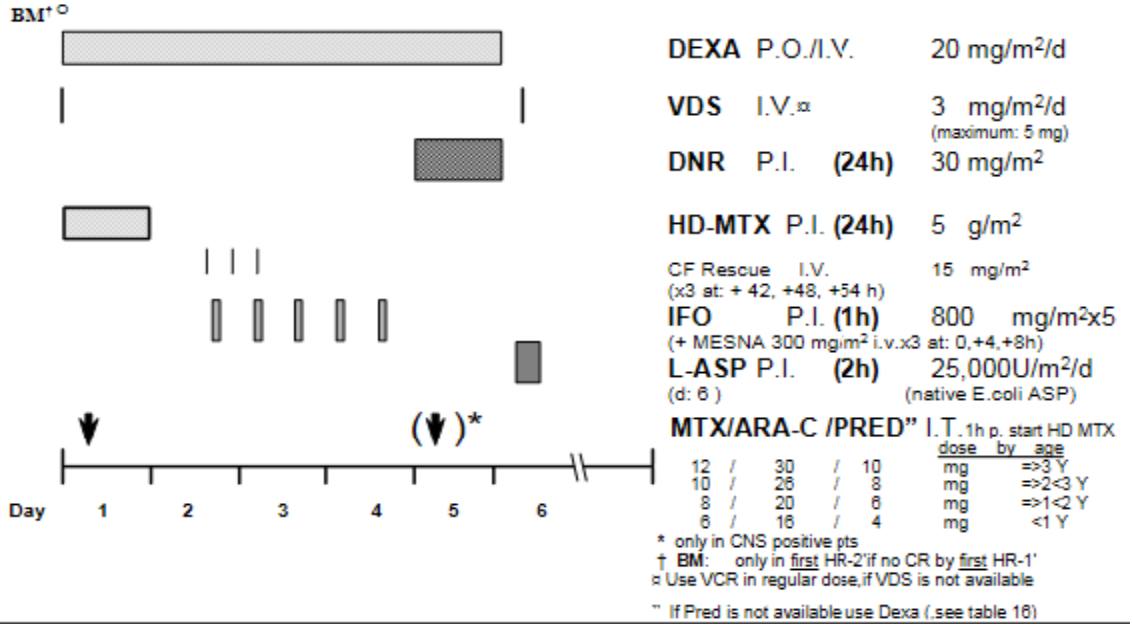 BM†○
DEXA P.O./I.V. 20 mg/m²/d
VDS I.V.¤ 3 mg/m²/d
(maximum: 5 mg)
DNR P.I. (24h) 30 mg/m²
HD-MTX P.I. (24h) 5 g/m²
CF Rescue I.V. 15 mg/m²
(x3 at: + 42, +48, +54 h)
IFO P.I. (1h) 800 mg/m²x5
(+ MESNA 300 mg/m² i.v.x3 at: 0,+4,+8h)
L-ASP P.I. (2h) 25,000U/m²/d
(d: 6 ) (native E.coli ASP)
( )*
MTX/ARA-C /PRED" I.T. 1h p. start HD MTX
dose by age
12 / 30 / 10 mg =>3 Y
10 / 26 / 8 mg =>2<3 Y
8 / 20 / 6 mg =>1<2 Y
6 / 16 / 4 mg <1 Y
Day 1 2 3 4 5 6
* only in CNS positive pts
† BM: only in first HR-2'if no CR by first HR-1'
¤ Use VCR in regular dose,if VDS is not available
" If Pred is not available use Dexa (.see table 16)